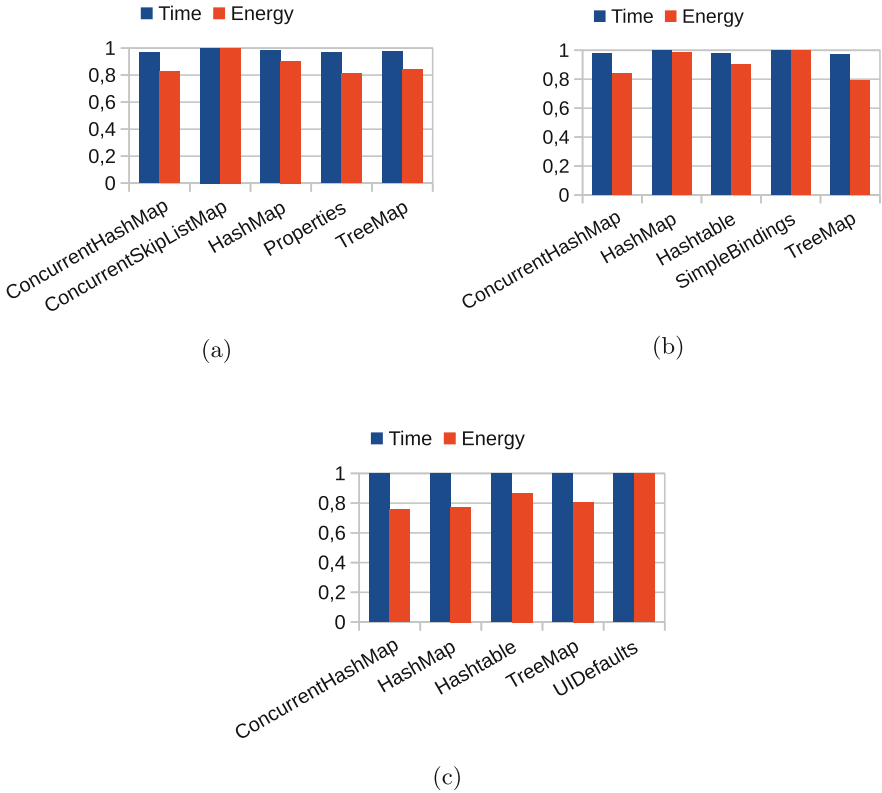 Time Energy
1
0,8
0,6
0,4
0,2
0
ConcurrentHashMap
ConcurrentSkipListMap
HashMap
Properties
TreeMap
(a)
Time Energy
1
0,8
0,6
0,4
0,2
0
ConcurrentHashMap
HashMap
Hashtable
SimpleBindings
TreeMap
(b)
Time Energy
1
0,8
0,6
0,4
0,2
0
ConcurrentHashMap
HashMap
Hashtable
TreeMap
UIDefaults
(c)